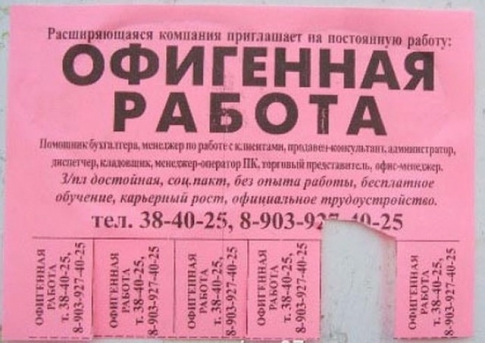 Расширяющаяся компания приглашает на постоянную работу:
ОФИГЕННАЯ
РАБОТА
Помощник бухгалтера, менеджер по работе с клиентами, продавец-консультант, администратор,
диспетчер, кладовщик, менеджер-оператор ПК, торговый представитель, офис-менеджер.
З/пл достойная, соц.пакт, без опыта работы, бесплатное
обучение, карьерный рост, официальное трудоустройство.
тел. 38-40-25, 8-903-927-40-25
ОФИГЕННАЯ
РАБОТА
т. 38-40-25,
8-903-927-40-25
ОФИГЕННАЯ
РАБОТА
т. 38-40-25,
8-903-927-40-25
ОФИГЕННАЯ
РАБОТА
т. 38-40-25,
8-903-927-40-25
ОФИГЕННАЯ
РАБОТА
т. 38-40-25,
8-903-927-40-25
ОФИГЕННАЯ
РАБОТА
т. 38-40-25,
8-903-927-40-25